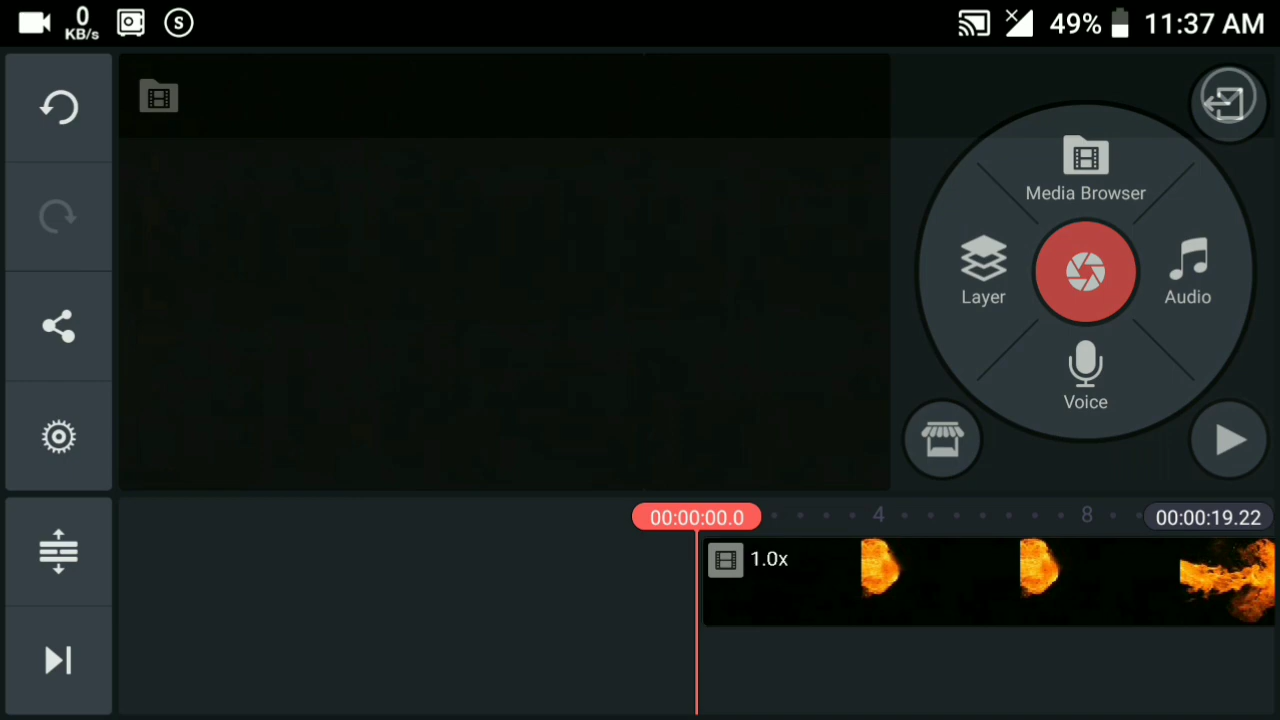 0
KB/s
S
49%
11:37 AM
Media Browser
Layer
Audio
Voice
00:00:00.0
4
8
00:00:19.22
1.0x